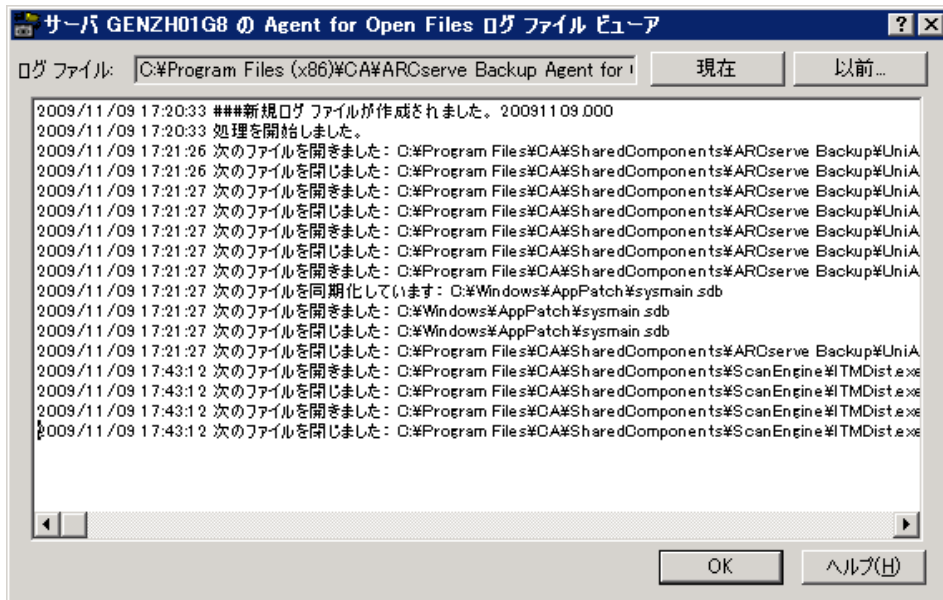 サーバ GENZH01G8 の Agent for Open Files ログ ファイル ビューア
ログ ファイル: C:¥Program Files (x86)¥CA¥ARCserve Backup Agent for 現在 以前...
2009/11/09 17:20:33 ###新規ログ ファイルが作成されました。20091109.000
2009/11/09 17:20:33 処理を開始しました。
2009/11/09 17:21:26 次のファイルを開きました: C:¥Program Files¥CA¥SharedComponents¥ARCserve Backup¥UniA
2009/11/09 17:21:26 次のファイルを閉じました: C:¥Program Files¥CA¥SharedComponents¥ARCserve Backup¥UniA
2009/11/09 17:21:27 次のファイルを開きました: C:¥Program Files¥CA¥SharedComponents¥ARCserve Backup¥UniA
2009/11/09 17:21:27 次のファイルを閉じました: C:¥Program Files¥CA¥SharedComponents¥ARCserve Backup¥UniA
2009/11/09 17:21:27 次のファイルを開きました: C:¥Program Files¥CA¥SharedComponents¥ARCserve Backup¥UniA
2009/11/09 17:21:27 次のファイルを閉じました: C:¥Program Files¥CA¥SharedComponents¥ARCserve Backup¥UniA
2009/11/09 17:21:27 次のファイルを開きました: C:¥Program Files¥CA¥SharedComponents¥ARCserve Backup¥UniA
2009/11/09 17:21:27 次のファイルを同期化しています: C:¥Windows¥AppPatch¥sysmain.sdb
2009/11/09 17:21:27 次のファイルを開きました: C:¥Windows¥AppPatch¥sysmain.sdb
2009/11/09 17:21:27 次のファイルを閉じました: C:¥Windows¥AppPatch¥sysmain.sdb
2009/11/09 17:21:27 次のファイルを閉じました: C:¥Program Files¥CA¥SharedComponents¥ARCserve Backup¥UniA
2009/11/09 17:43:12 次のファイルを開きました: C:¥Program Files¥CA¥SharedComponents¥ScanEngine¥ITMDist.exe
2009/11/09 17:43:12 次のファイルを閉じました: C:¥Program Files¥CA¥SharedComponents¥ScanEngine¥ITMDist.exe
2009/11/09 17:43:12 次のファイルを開きました: C:¥Program Files¥CA¥SharedComponents¥ScanEngine¥ITMDist.exe
2009/11/09 17:43:12 次のファイルを閉じました: C:¥Program Files¥CA¥SharedComponents¥ScanEngine¥ITMDist.exe
OK ヘルプ(H)